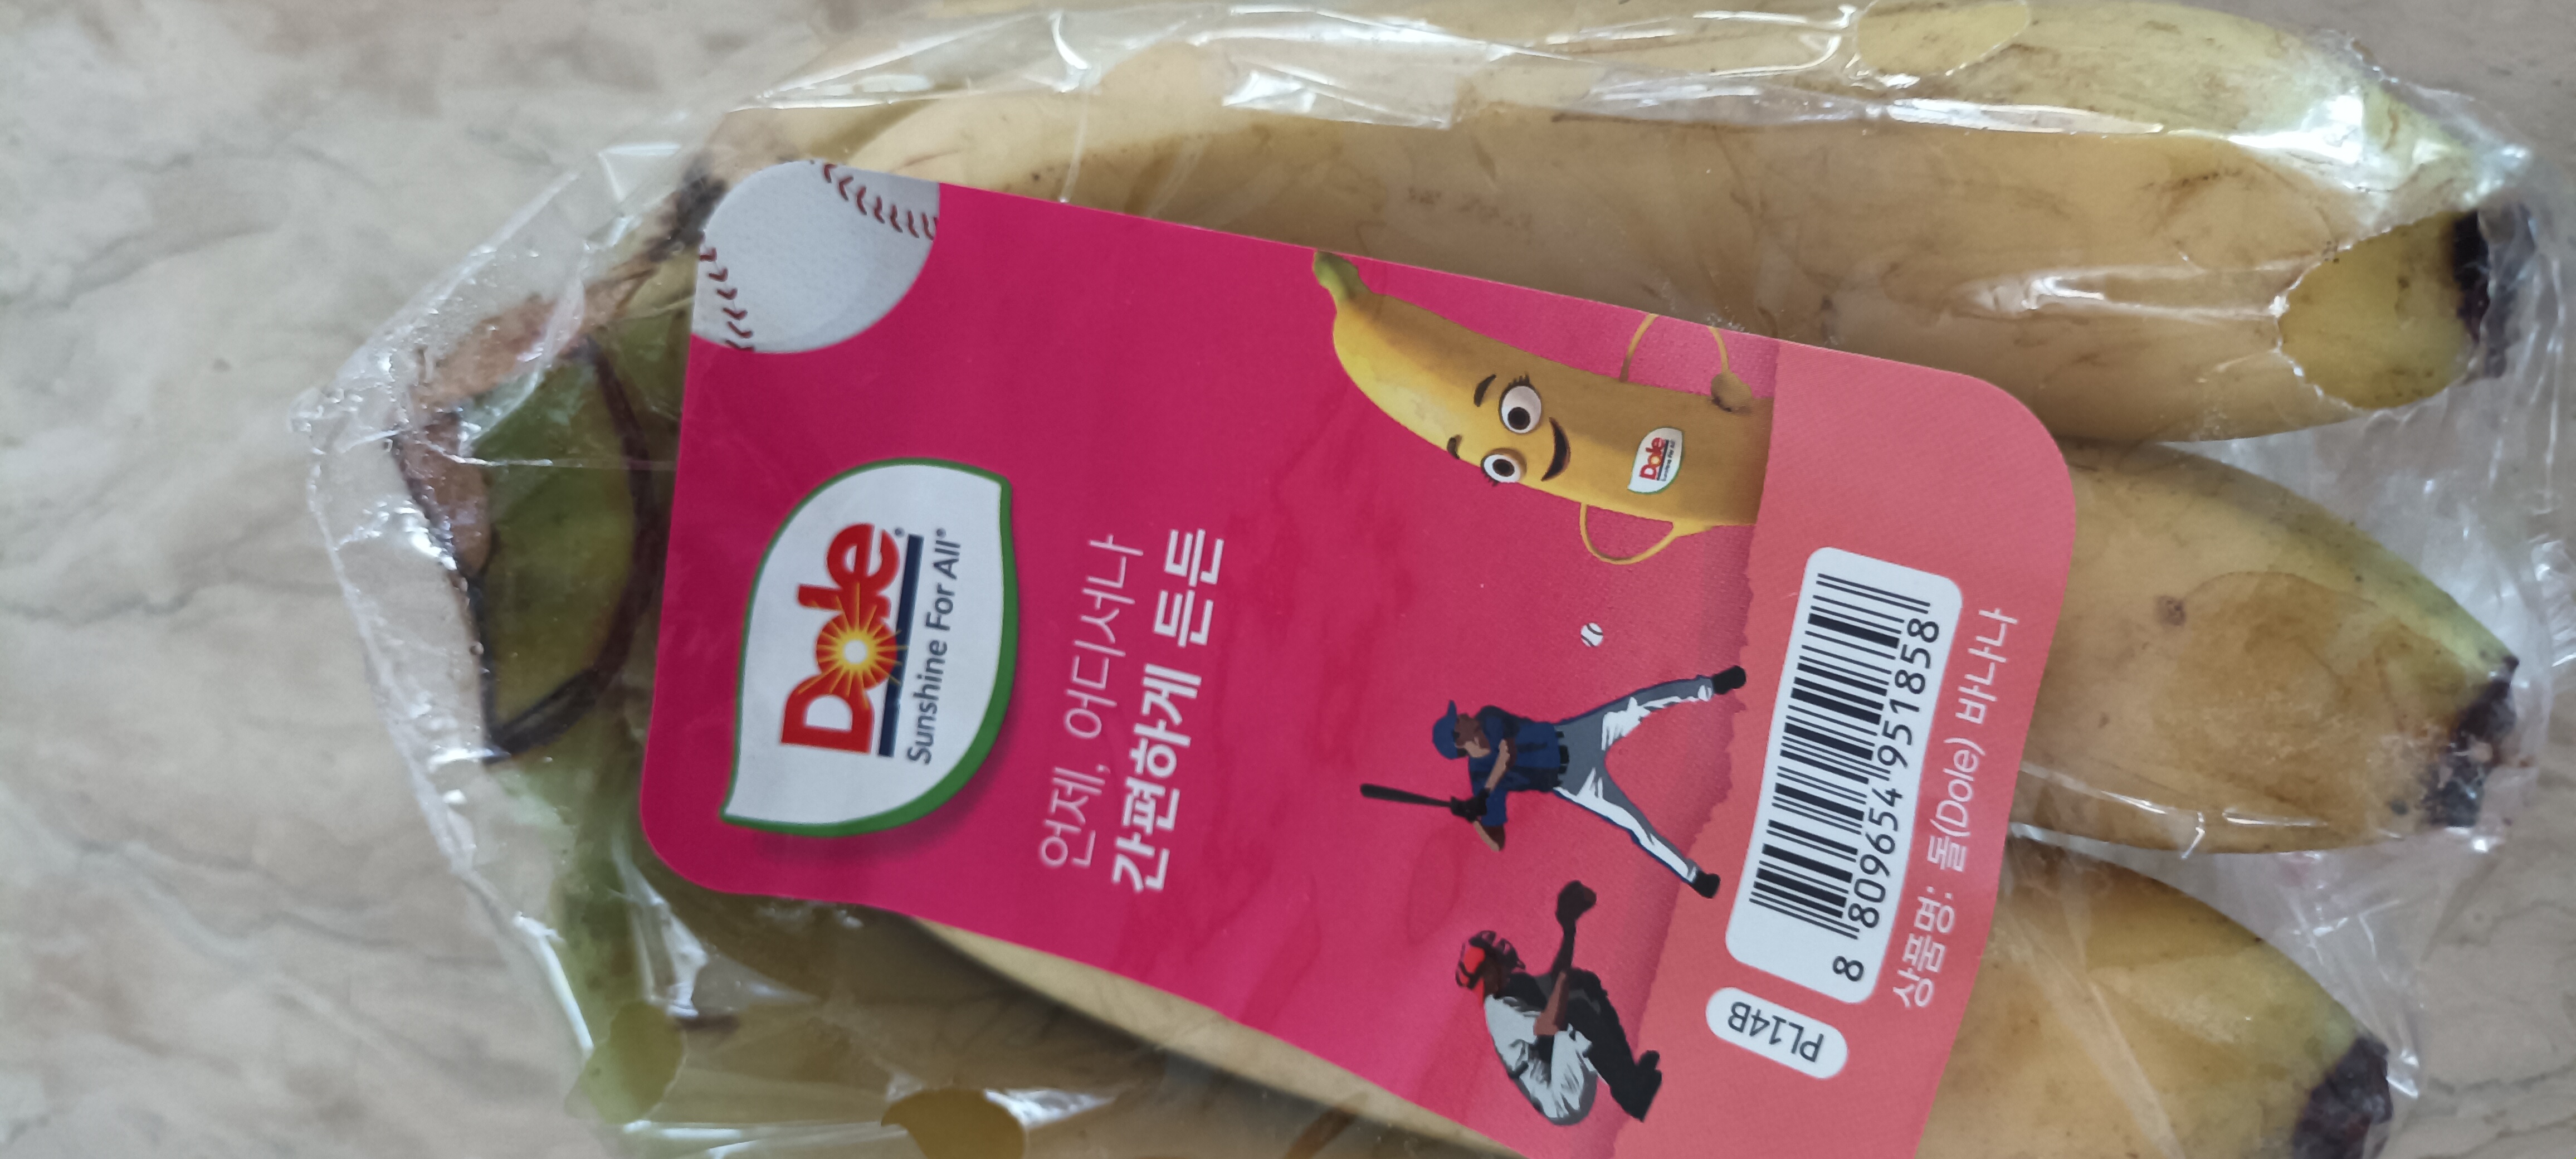 Dole®
Sunshine For All®
언제, 어디서나
간편하게 든든
Dole
8 809654 951858
PL14B
상품명: 돌(Dole) 바나나